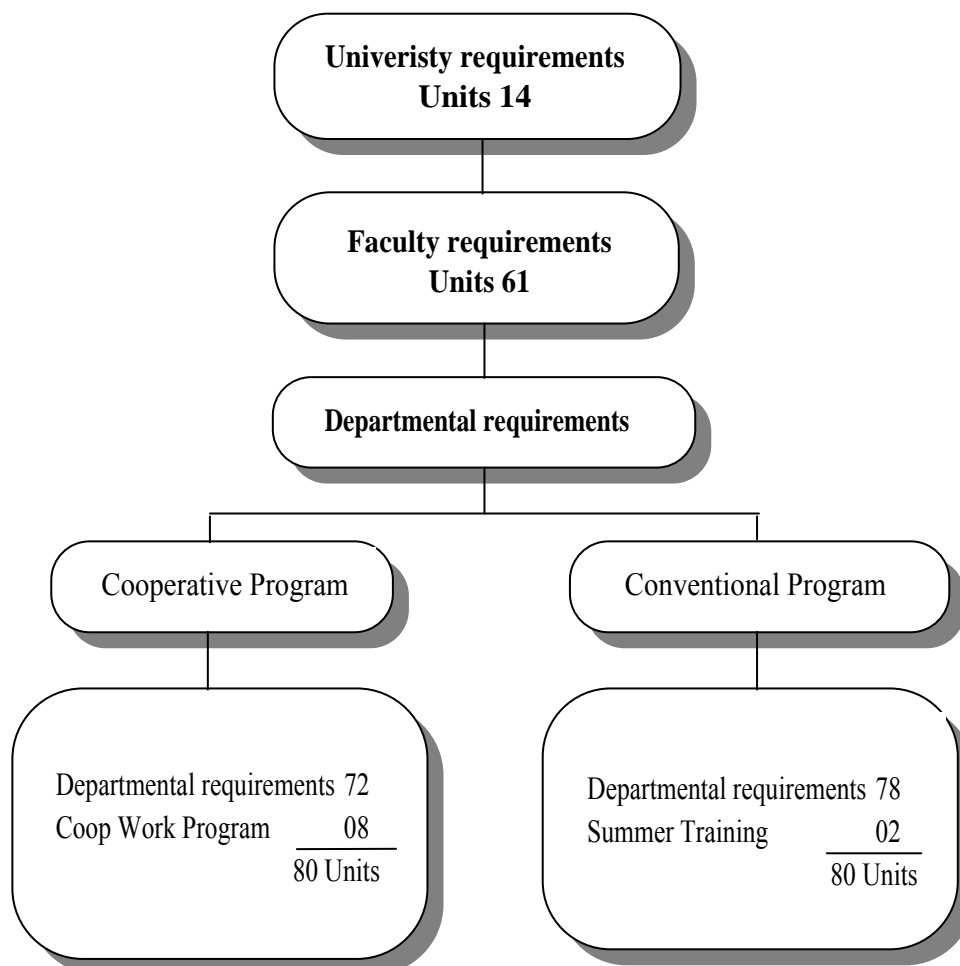 Univeristy requirements
Units 14
Faculty requirements
Units 61
Departmental requirements
Cooperative Program
Conventional Program
Departmental requirements 72
Coop Work Program 08
80 Units
Departmental requirements 78
Summer Training 02
80 Units